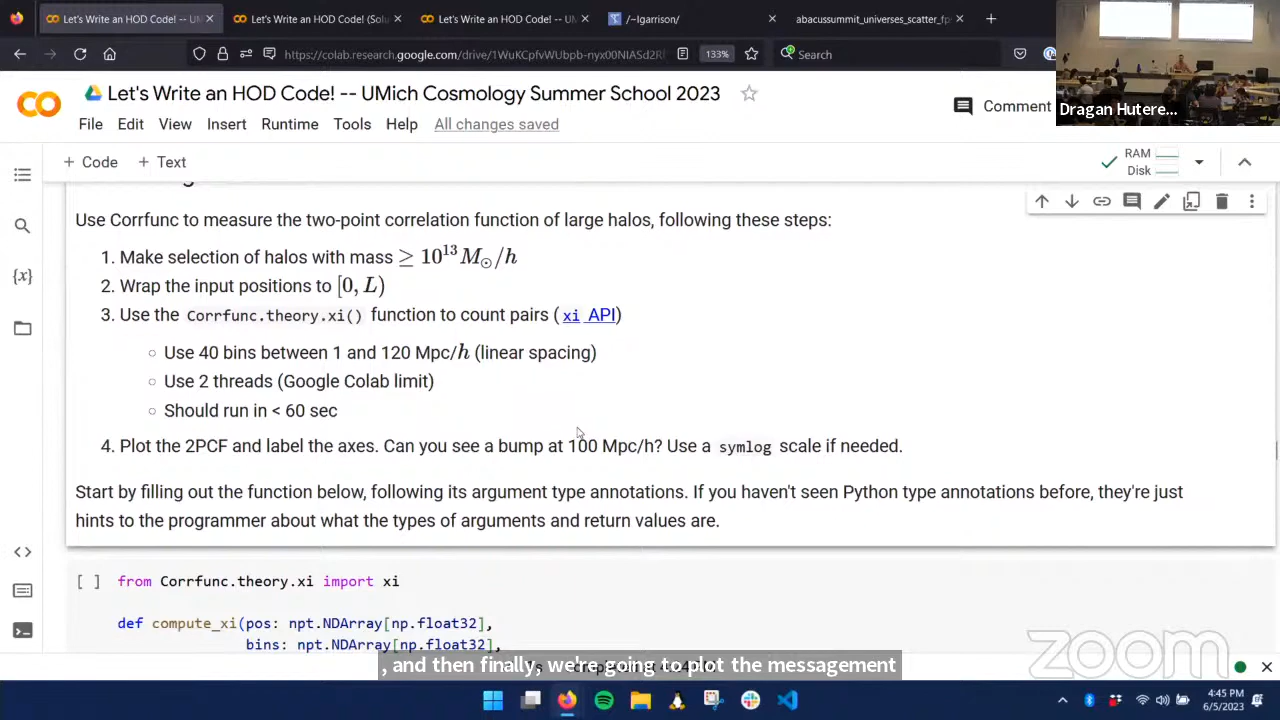 Let's Write an HOD Code! -- U
Let's Write an HOD Code! (Solu
Let's Write an HOD Code! -- UM
/~lgarrison/
abacussummit_universes_scatter_fp
133%
Search
Let's Write an HOD Code! -- UMich Cosmology Summer School 2023
Comment
Dragan Hutere...
File Edit View Insert Runtime Tools Help All changes saved
+ Code + Text
RAM
Disk
Use Corrfunc to measure the two-point correlation function of large halos, following these steps:
1. Make selection of halos with mass ≥ 10¹³ M⊙/h
2. Wrap the input positions to [0, L)
3. Use the Corrfunc.theory.xi() function to count pairs ( xi API)
◦ Use 40 bins between 1 and 120 Mpc/h (linear spacing)
◦ Use 2 threads (Google Colab limit)
◦ Should run in < 60 sec
4. Plot the 2PCF and label the axes. Can you see a bump at 100 Mpc/h? Use a symlog scale if needed.
Start by filling out the function below, following its argument type annotations. If you haven't seen Python type annotations before, they're just
hints to the programmer about what the types of arguments and return values are.
[ ] from Corrfunc.theory.xi import xi
def compute_xi(pos: npt.NDArray[np.float32],
bins: npt.NDArray[np.float32],
, and then finally, we're going to plot the messagement
zoom
4:45 PM
6/5/2023